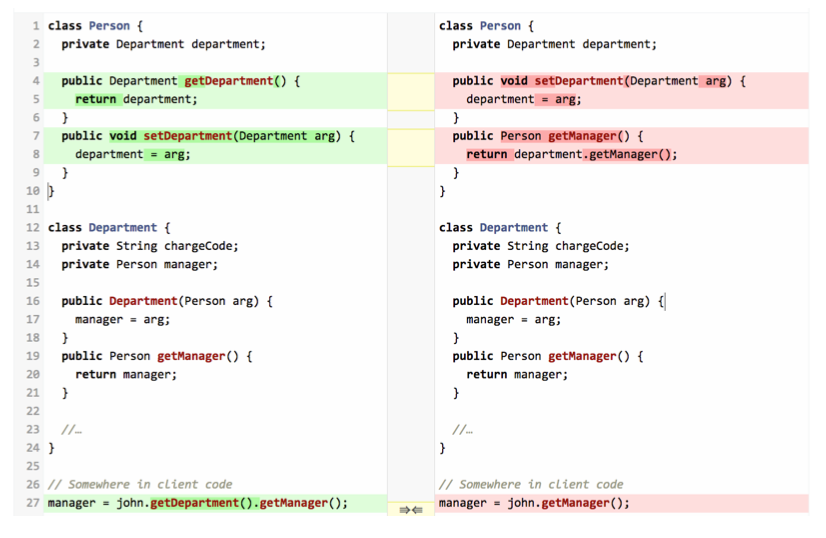 1 class Person {
2 private Department department;
3
4 public Department getDepartment() {
5 return department;
6 }
7 public void setDepartment(Department arg) {
8 department = arg;
9 }
10 }
11
12 class Department {
13 private String chargeCode;
14 private Person manager;
15
16 public Department(Person arg) {
17 manager = arg;
18 }
19 public Person getManager() {
20 return manager;
21 }
22
23 //…
24 }
25
26 // Somewhere in client code
27 manager = john.getDepartment().getManager();
class Person {
private Department department;
public void setDepartment(Department arg) {
department = arg;
}
public Person getManager() {
return department.getManager();
}
}
class Department {
private String chargeCode;
private Person manager;
public Department(Person arg) {
manager = arg;
}
public Person getManager() {
return manager;
}
//…
}
// Somewhere in client code
manager = john.getManager();